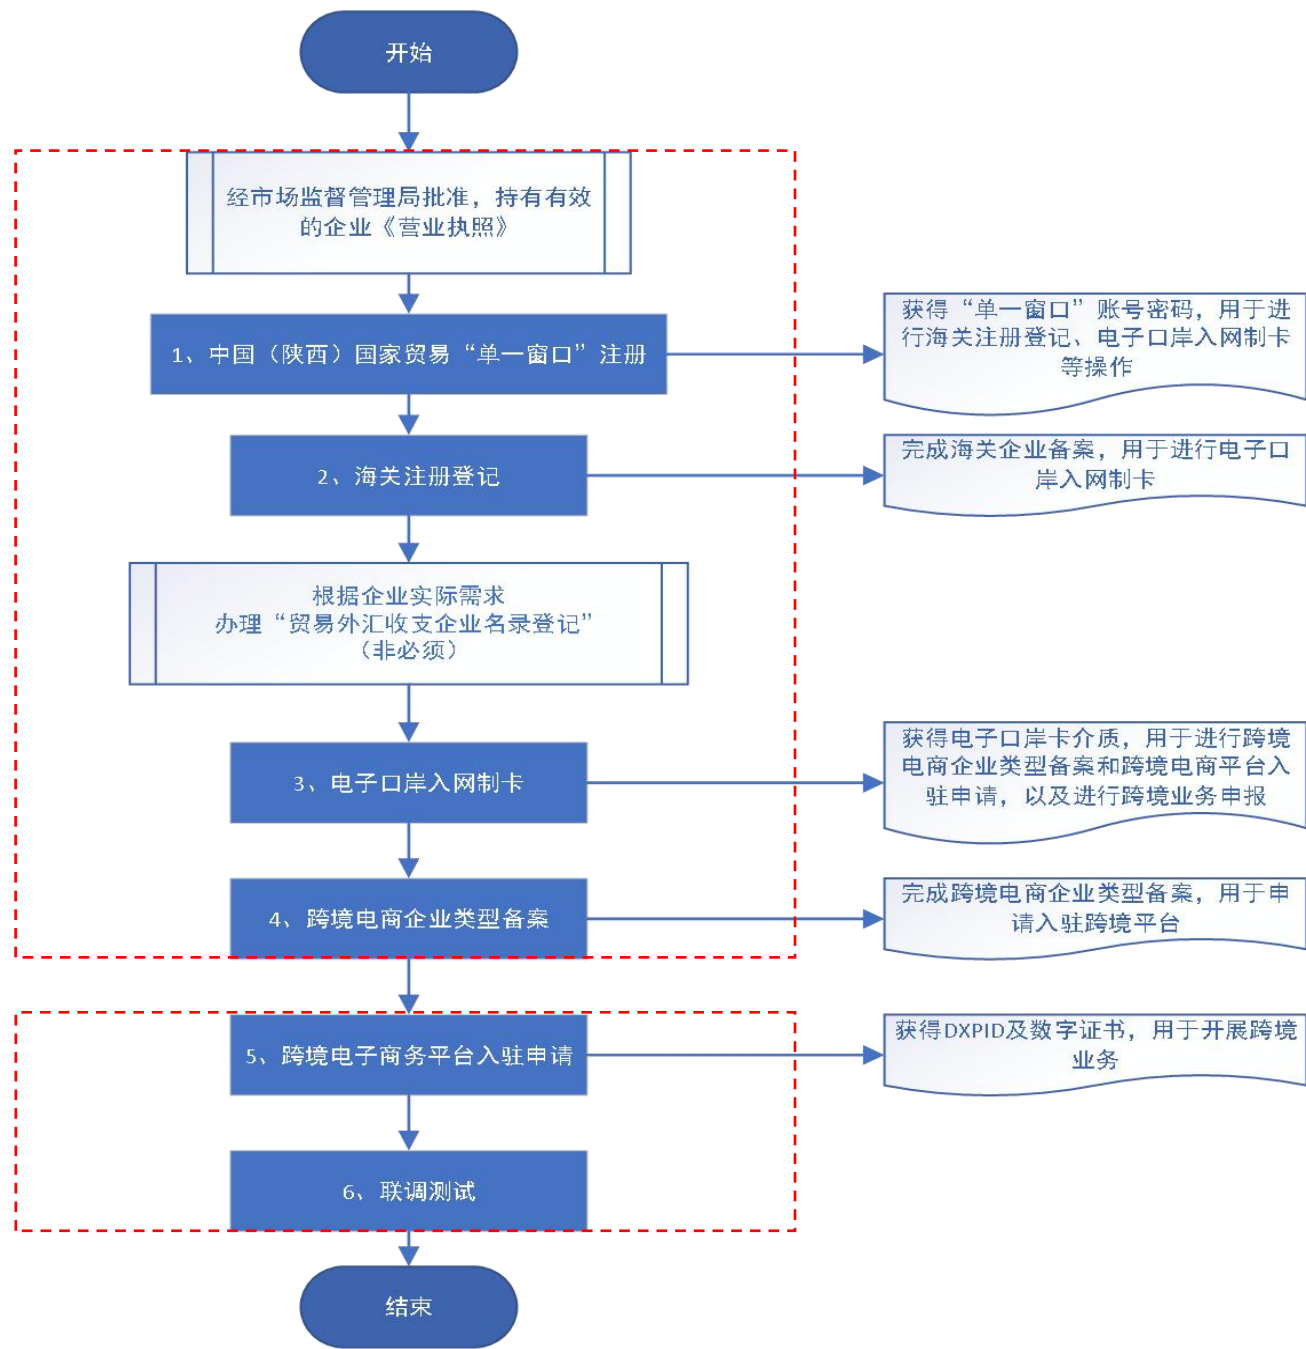 开始
经市场监督管理局批准，持有有效
的企业《营业执照》
1、中国（陕西）国家贸易“单一窗口”注册
获得“单一窗口”账号密码，用于进
行海关注册登记、电子口岸入网制卡
等操作
2、海关注册登记
完成海关企业备案，用于进行电子口
岸入网制卡
根据企业实际需求
办理“贸易外汇收支企业名录登记”
（非必须）
3、电子口岸入网制卡
获得电子口岸卡介质，用于进行跨境
电商企业类型备案和跨境电商平台入
驻申请，以及进行跨境业务申报
4、跨境电商企业类型备案
完成跨境电商企业类型备案，用于申
请入驻跨境平台
5、跨境电子商务平台入驻申请
获得DXPID及数字证书，用于开展跨境
业务
6、联调测试
结束